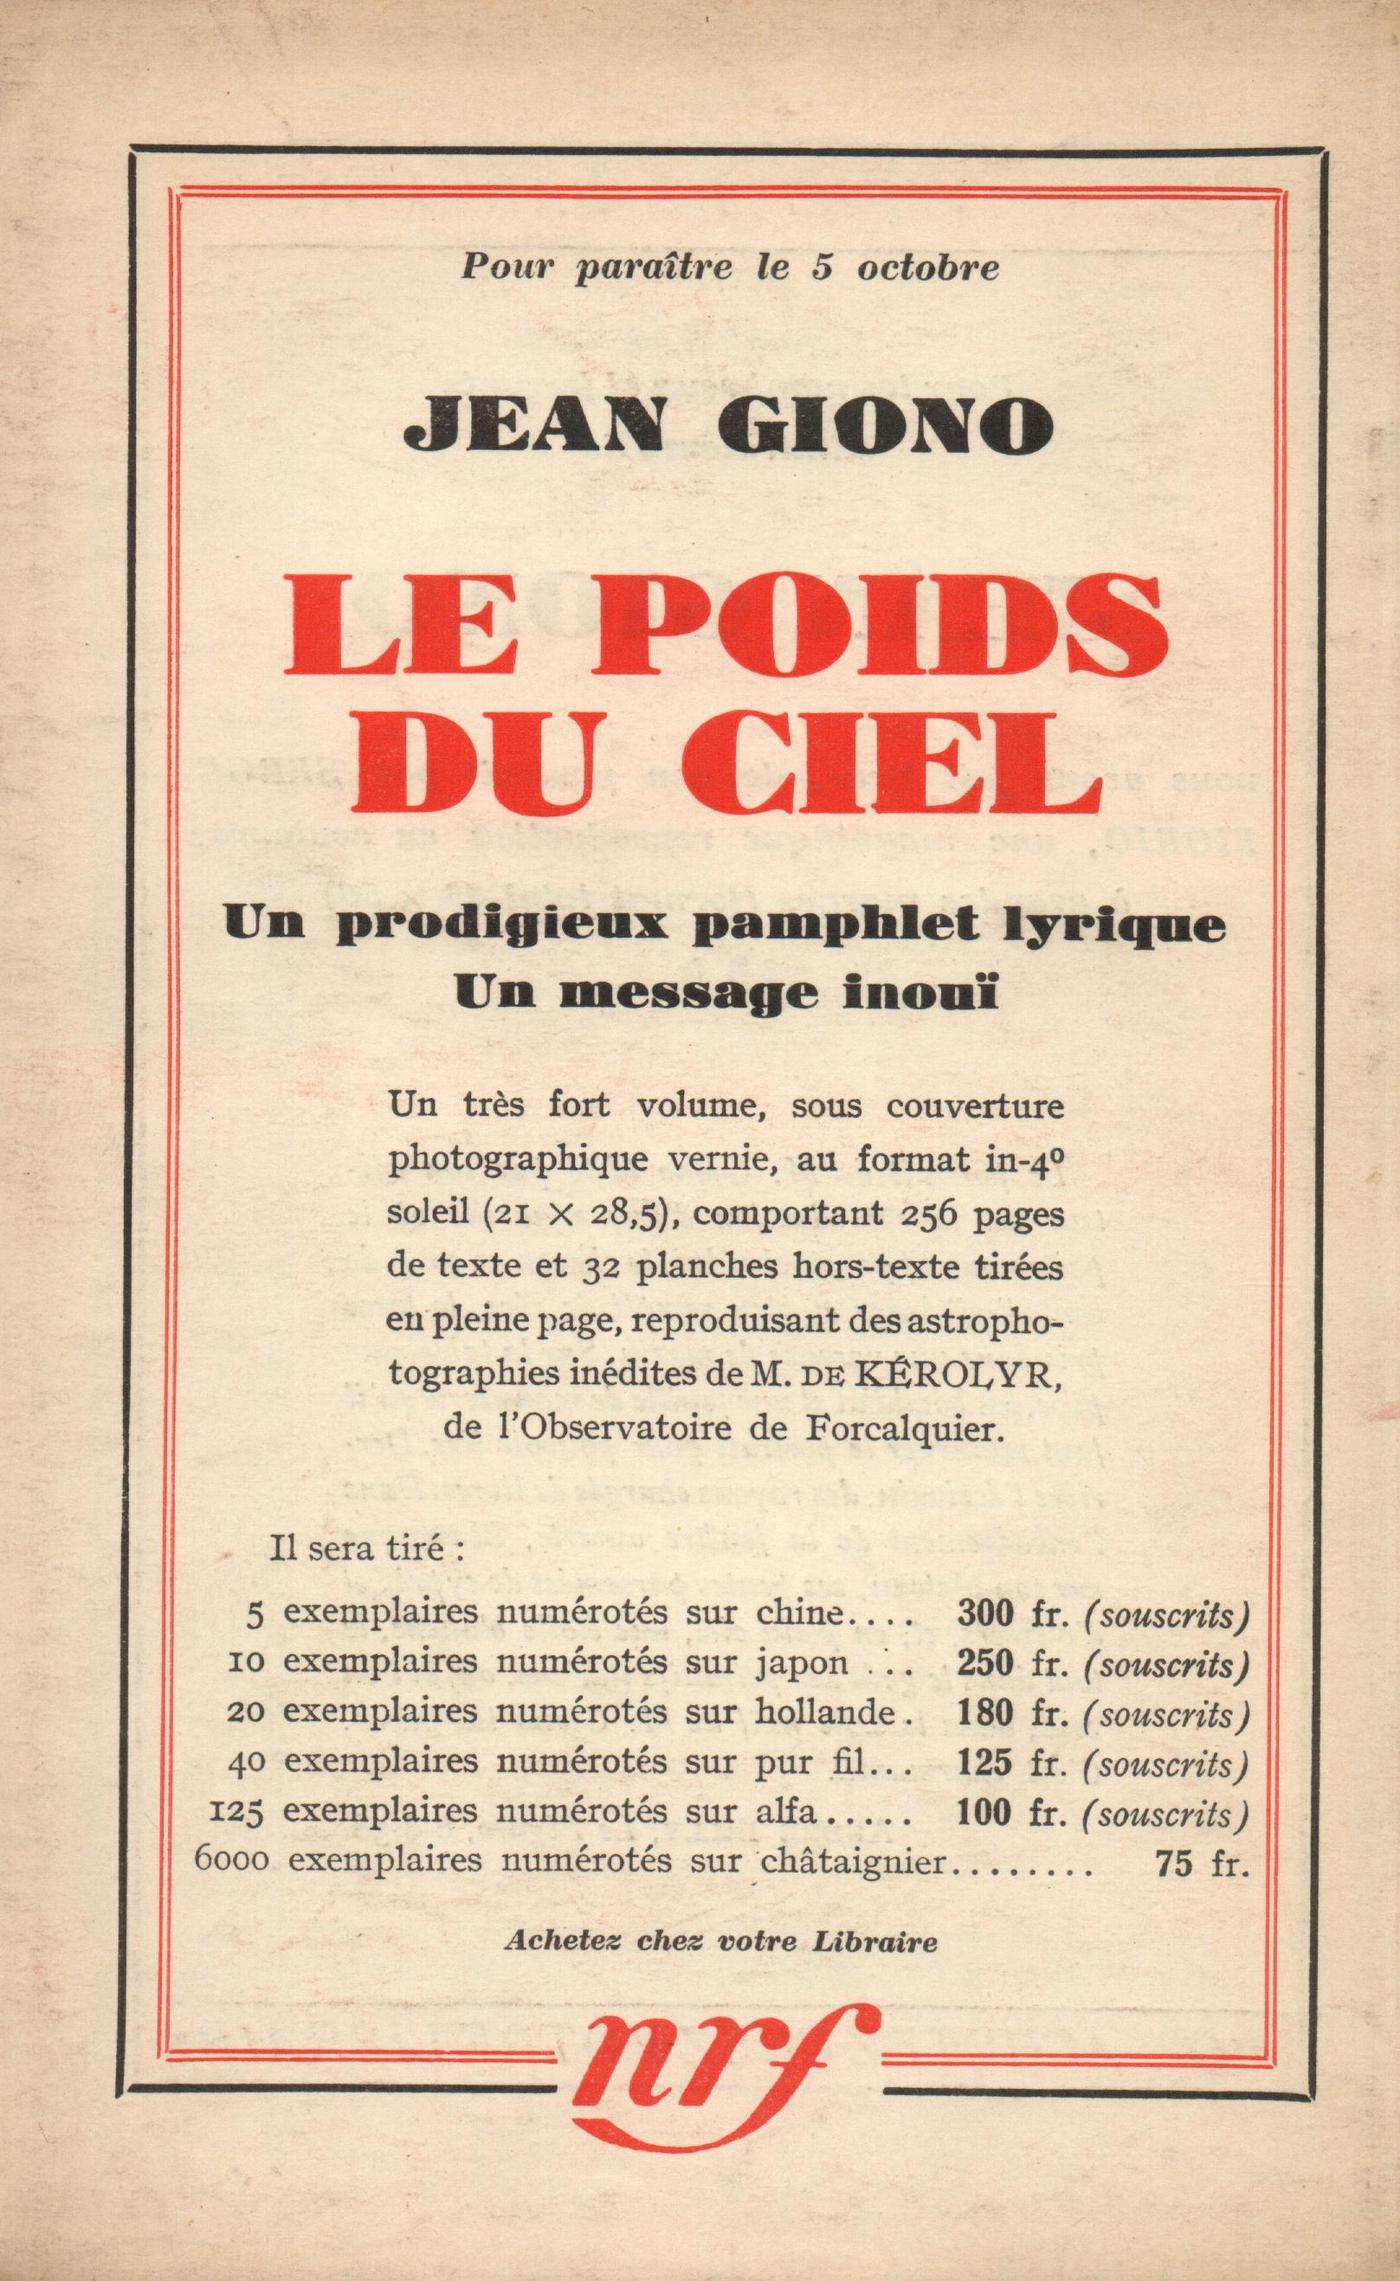 Pour paraître le 5 octobre
JEAN GIONO
LE POIDS
DU CIEL
Un prodigieux pamphlet lyrique
Un message inouï
Un très fort volume, sous couverture
photographique vernie, au format in-4º
soleil (21 × 28,5), comportant 256 pages
de texte et 32 planches hors-texte tirées
en pleine page, reproduisant des astropho-
tographies inédites de M. DE KÉROLYR,
de l'Observatoire de Forcalquier.
Il sera tiré :
5 exemplaires numérotés sur chine.... 300 fr. (souscrits)
10 exemplaires numérotés sur japon ... 250 fr. (souscrits)
20 exemplaires numérotés sur hollande. 180 fr. (souscrits)
40 exemplaires numérotés sur pur fil... 125 fr. (souscrits)
125 exemplaires numérotés sur alfa..... 100 fr. (souscrits)
6000 exemplaires numérotés sur châtaignier........ 75 fr.
Achetez chez votre Libraire
nrf